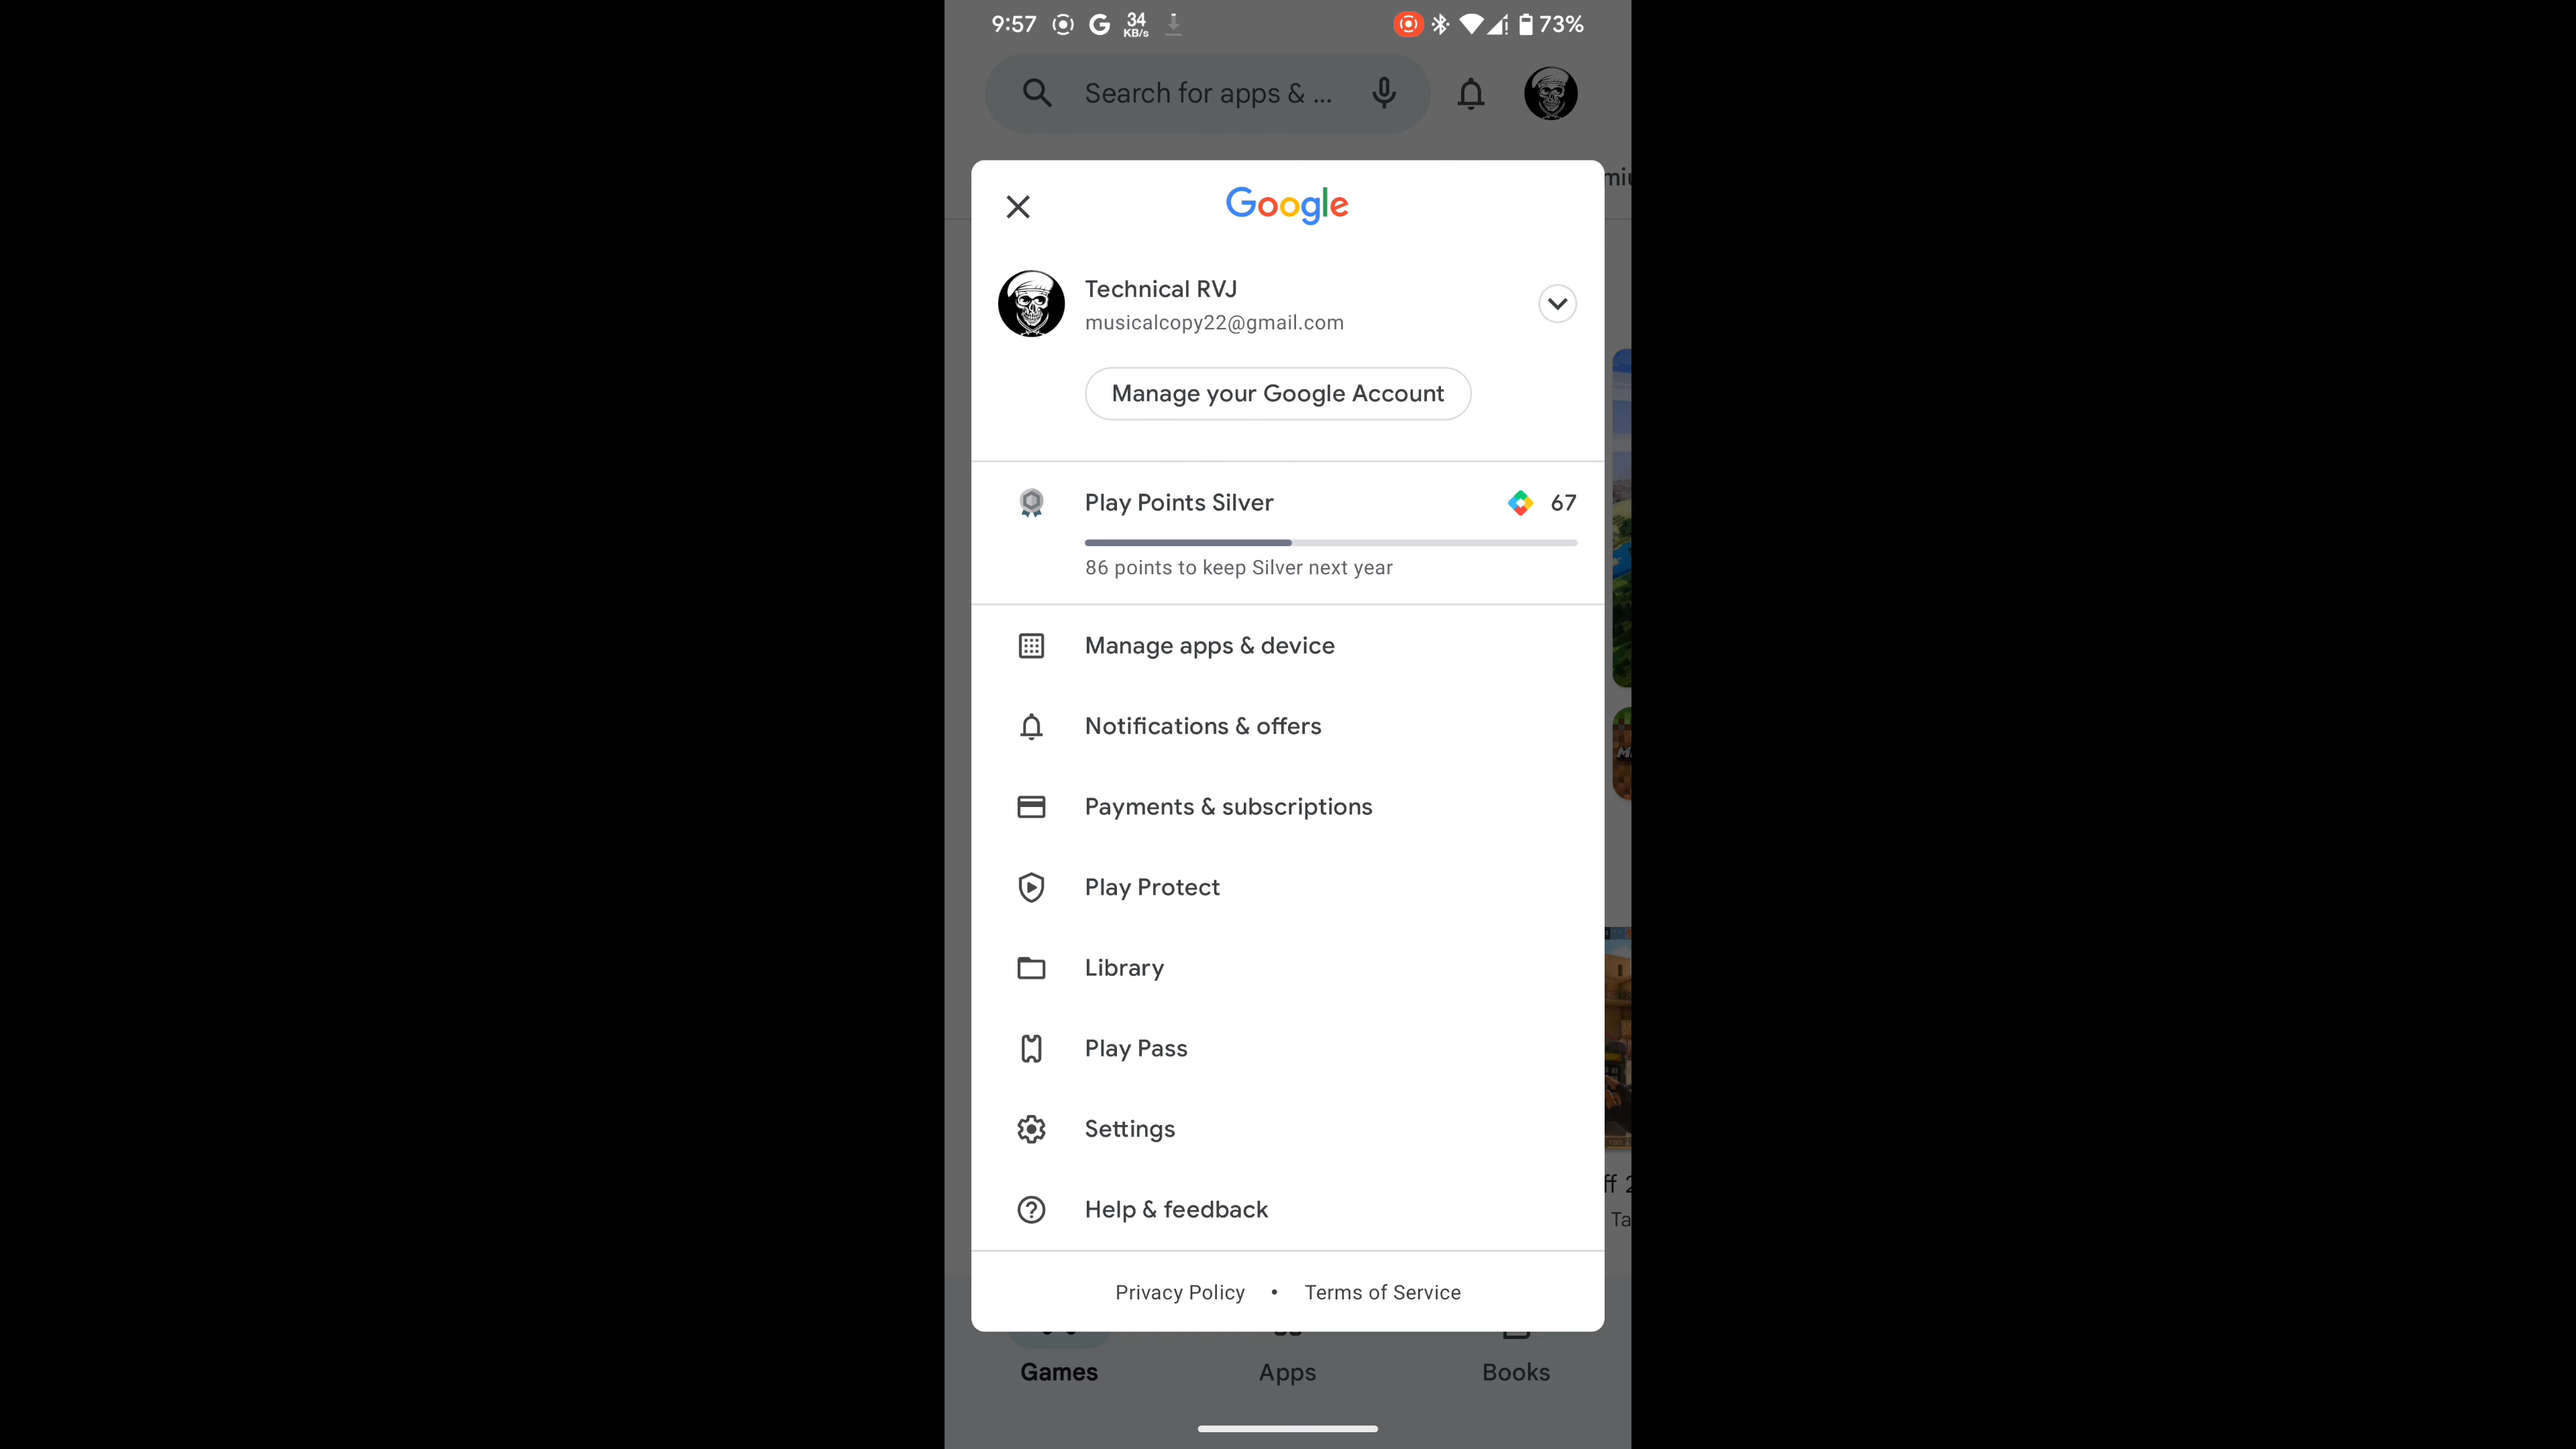 9:57 G 34 KB/s 73%
Search for apps & ...
Google
Technical RVJ
musicalcopy22@gmail.com
Manage your Google Account
Play Points Silver 67
86 points to keep Silver next year
Manage apps & device
Notifications & offers
Payments & subscriptions
Play Protect
Library
Play Pass
Settings
Help & feedback
Privacy Policy • Terms of Service
Games Apps Books